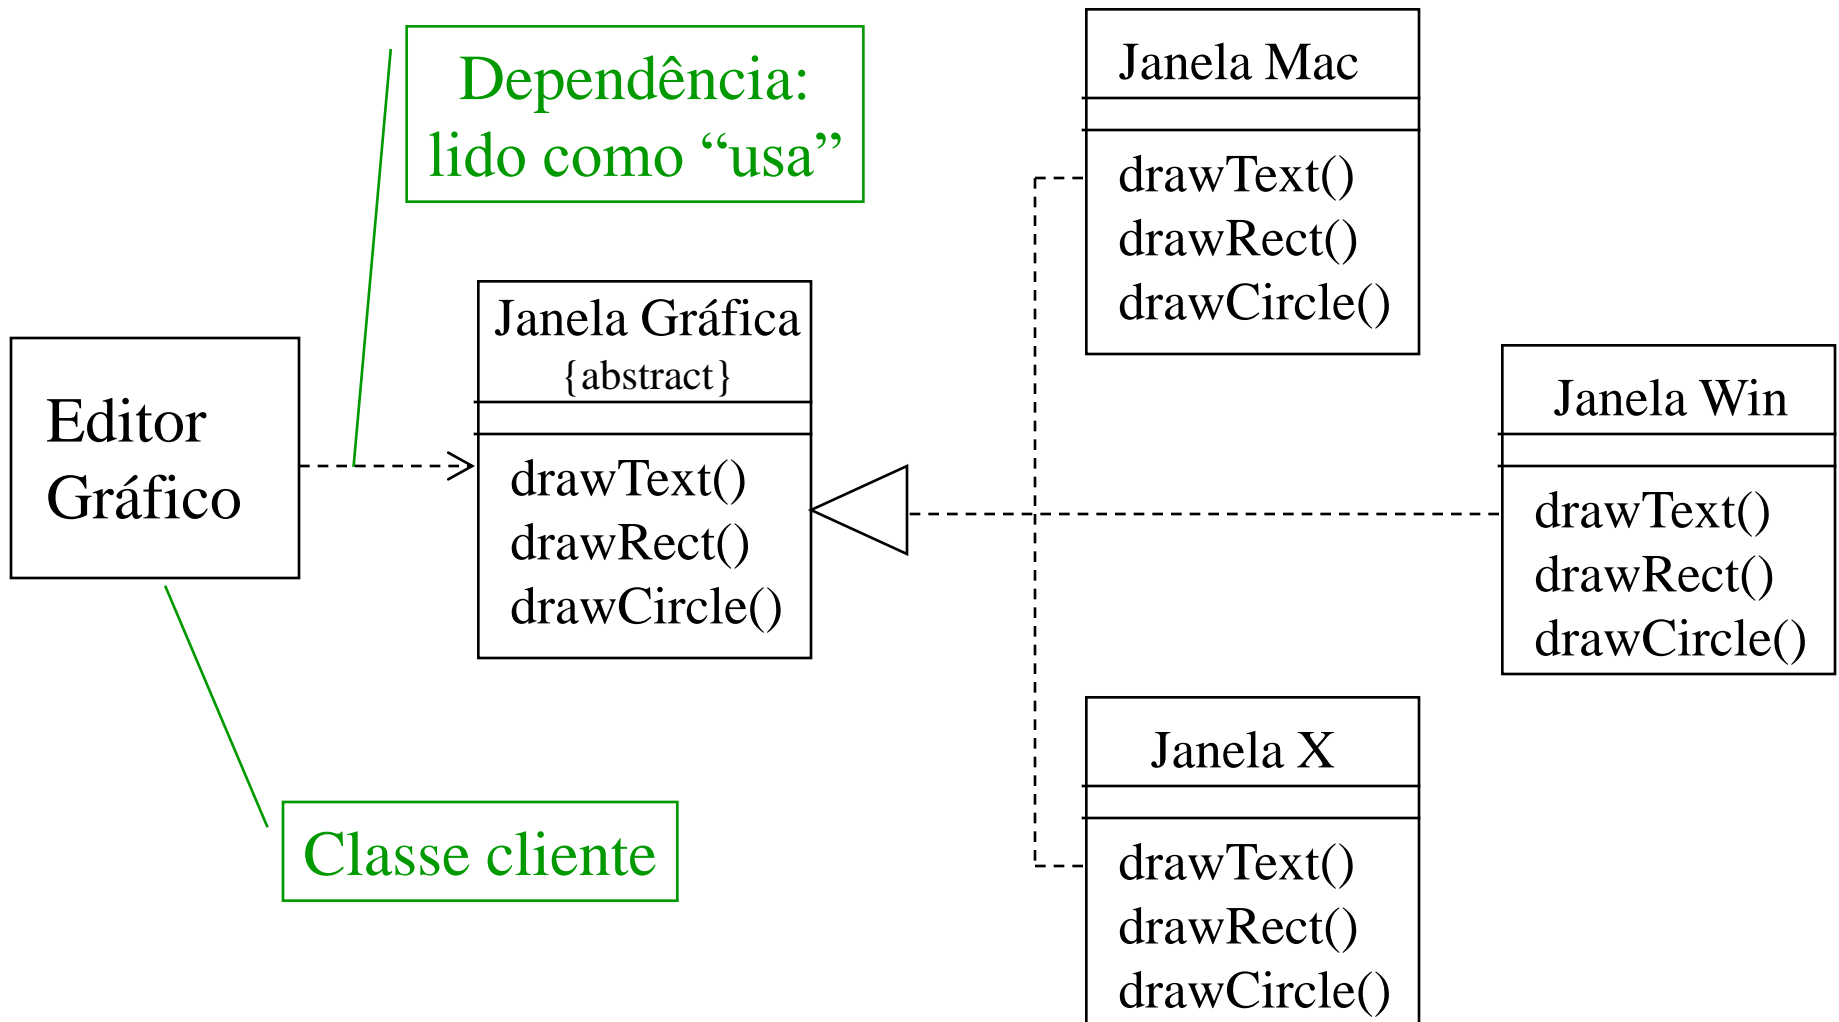 Dependência:
lido como “usa”
Editor
Gráfico
Classe cliente
Janela Gráfica
{abstract}
drawText()
drawRect()
drawCircle()
Janela Mac
drawText()
drawRect()
drawCircle()
Janela Win
drawText()
drawRect()
drawCircle()
Janela X
drawText()
drawRect()
drawCircle()